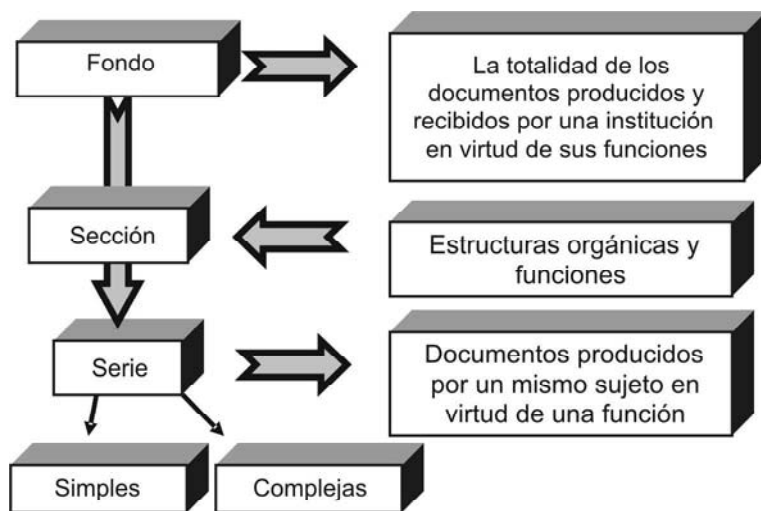 Fondo
La totalidad de los
documentos producidos y
recibidos por una institución
en virtud de sus funciones
Sección
Estructuras orgánicas y
funciones
Serie
Documentos producidos
por un mismo sujeto en
virtud de una función
Simples
Complejas